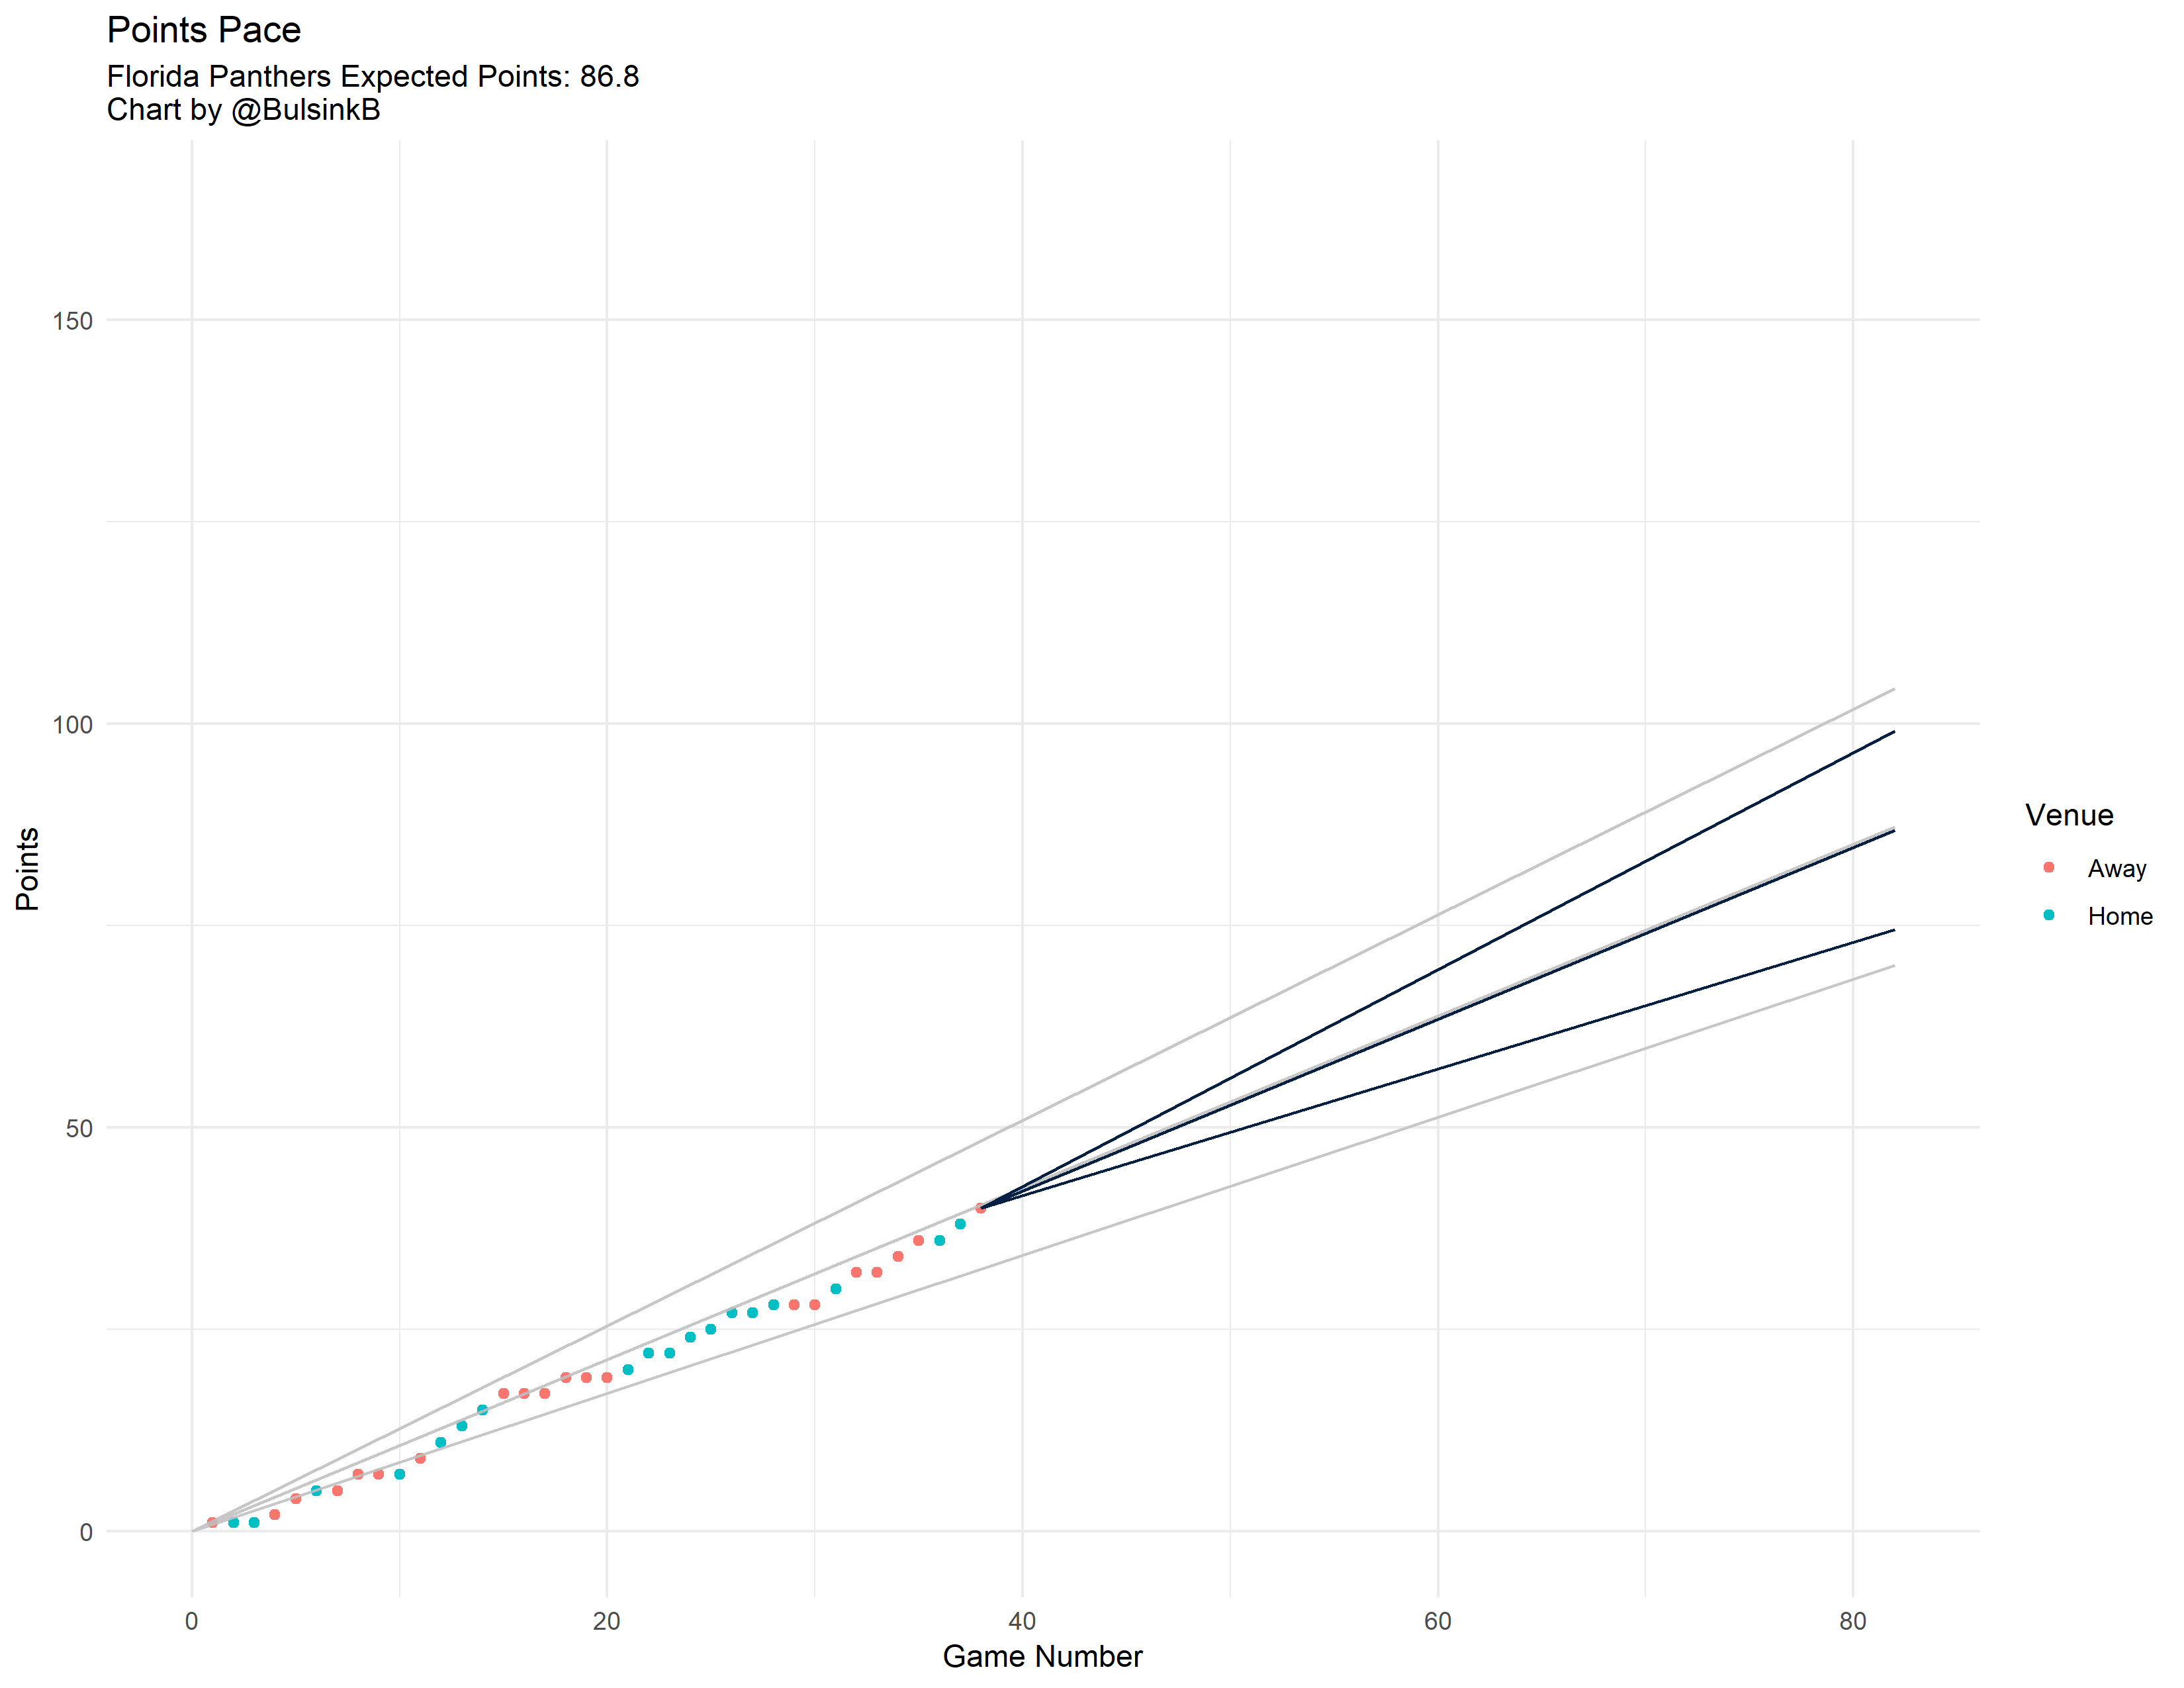 Points Pace
Florida Panthers Expected Points: 86.8
Chart by @BulsinkB
150
100
50
0
Points
0 20 40 60 80
Game Number
Venue
Away
Home